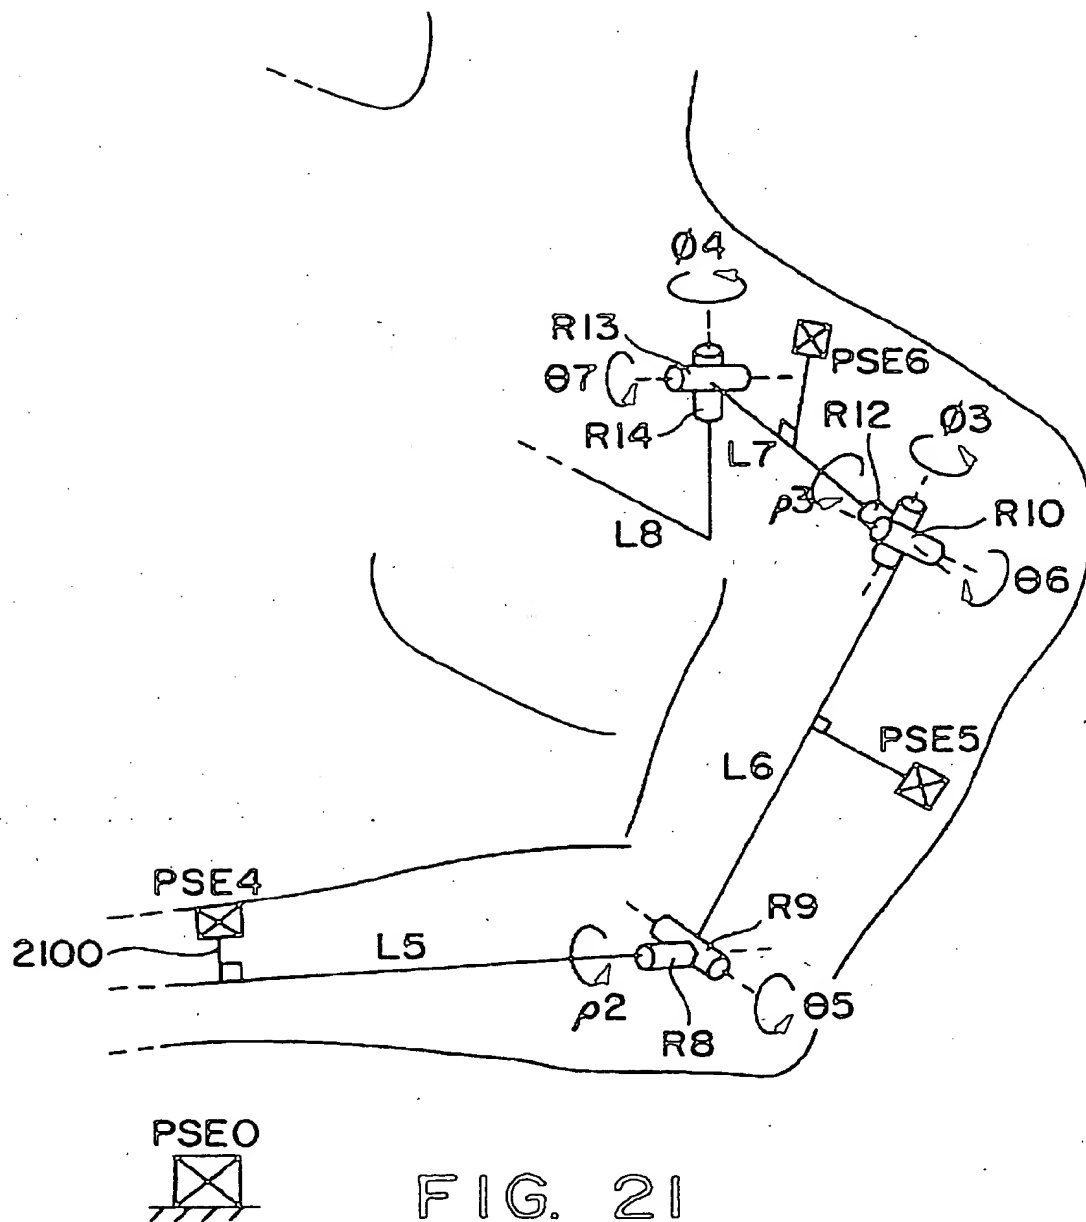 Ø4
R13
θ7
PSE6
R14
R12
Ø3
L7
ρ3
R10
L8
θ6
PSE5
L6
PSE4
R9
2100
L5
ρ2
θ5
R8
PSE0
FIG. 21